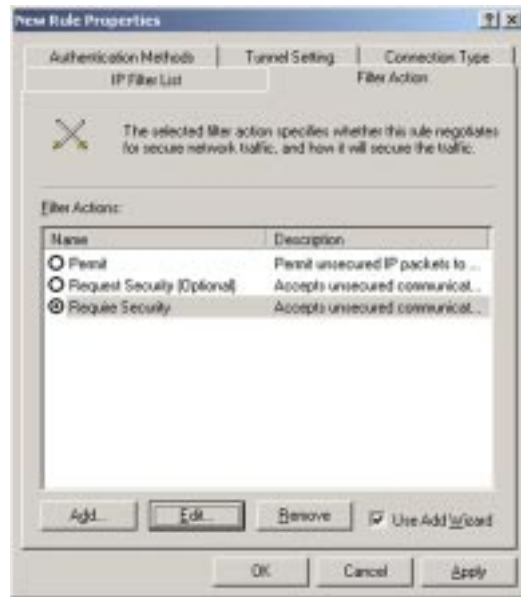 New Rule Properties
Authentication Methods
Tunnel Setting
Connection Type
IP Filter List
Filter Action
The selected filter action specifies whether this rule negotiates
for secure network traffic, and how it will secure the traffic.
Filter Actions:
Name Description
Permit Permit unsecured IP packets to ...
Request Security (Optional) Accepts unsecured communicat...
Require Security Accepts unsecured communicat...
Add... Edit... Remove Use Add Wizard
OK Cancel Apply